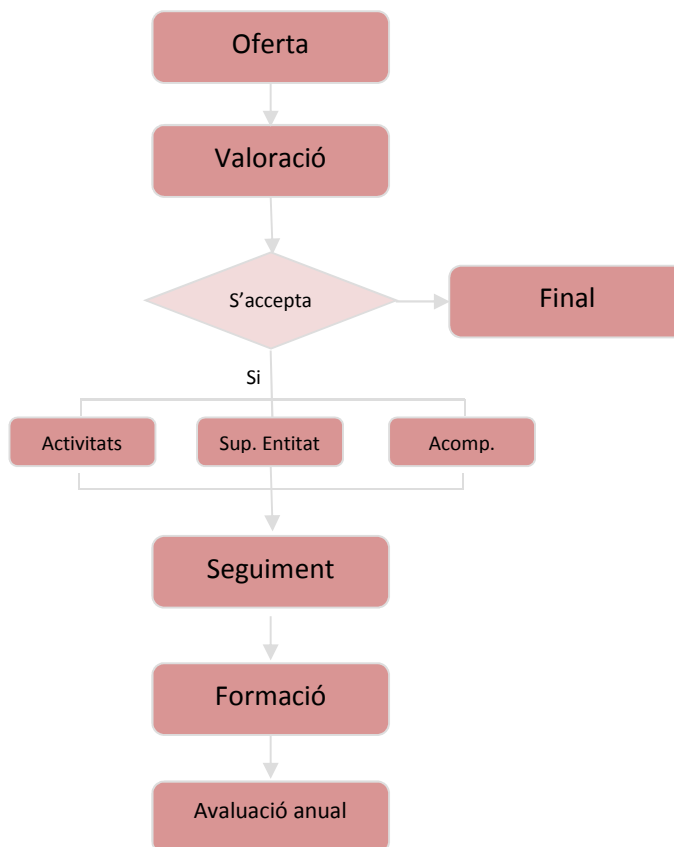 Oferta
Valoració
S’accepta
Final
Si
Activitats
Sup. Entitat
Acomp.
Seguiment
Formació
Avaluació anual